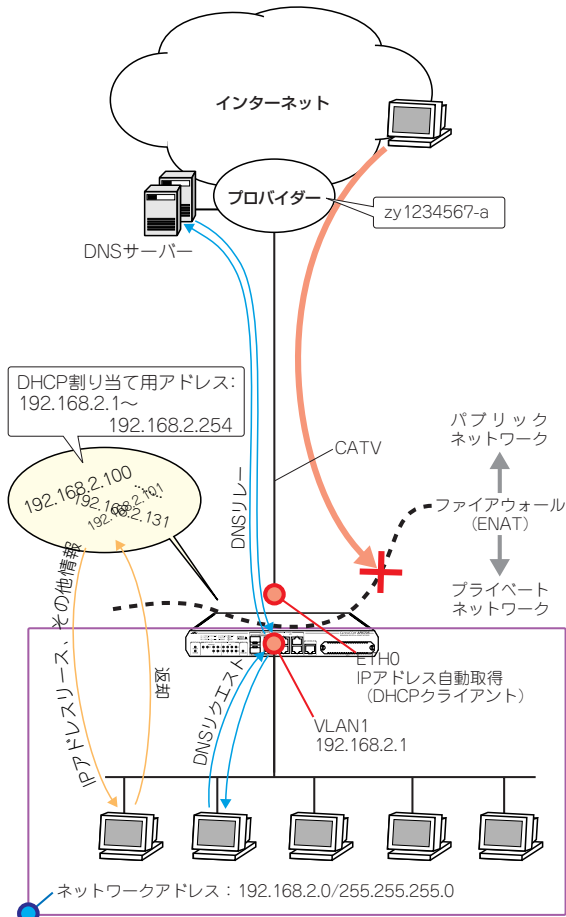 インターネット
プロバイダー
zy1234567-a
DNSサーバー
DHCP割り当て用アドレス：
192.168.2.1～
192.168.2.254
パブリック
ネットワーク
CATV
192.168.2.100
192.168.2.101
192.168.2.131
DNSリレー
ファイアウォール
（ENAT）
プライベート
ネットワーク
IPアドレスリース、その他情報
返却
DNSリクエスト
ETH0
IPアドレス自動取得
（DHCPクライアント）
VLAN1
192.168.2.1
ネットワークアドレス：192.168.2.0/255.255.255.0